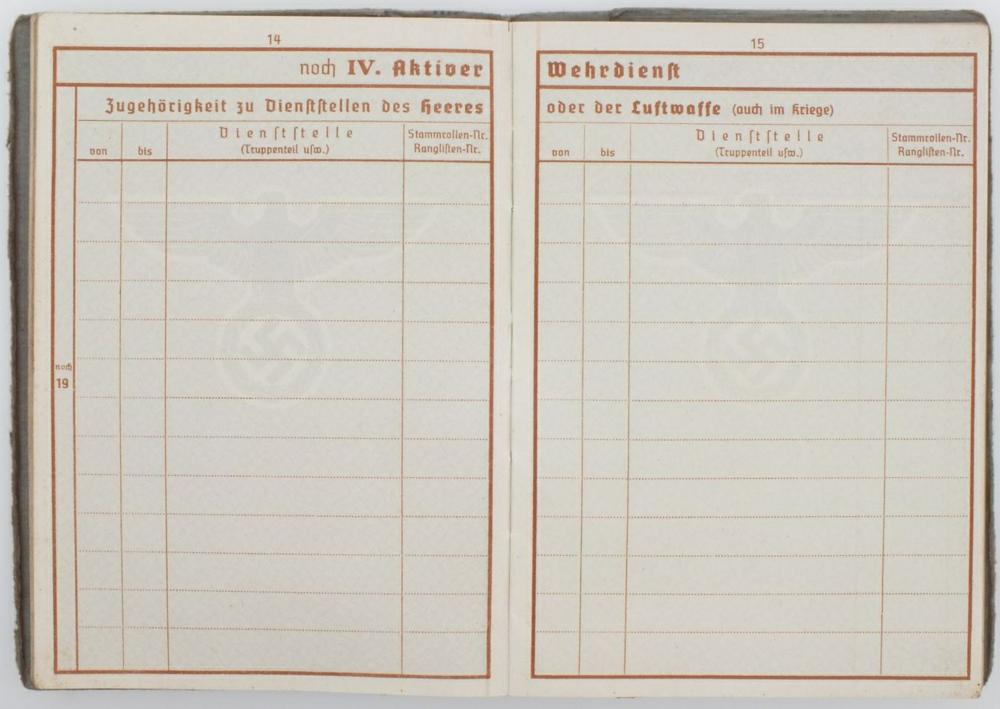 14
noch IV. Aktiver
Zugehörigkeit zu Dienststellen des Heeres
von bis Dienststelle (Truppenteil usw.) Stammrollen-Nr. Ranglisten-Nr.
noch
19
15
Wehrdienst
oder der Luftwaffe (auch im Kriege)
von bis Dienststelle (Truppenteil usw.) Stammrollen-Nr. Ranglisten-Nr.